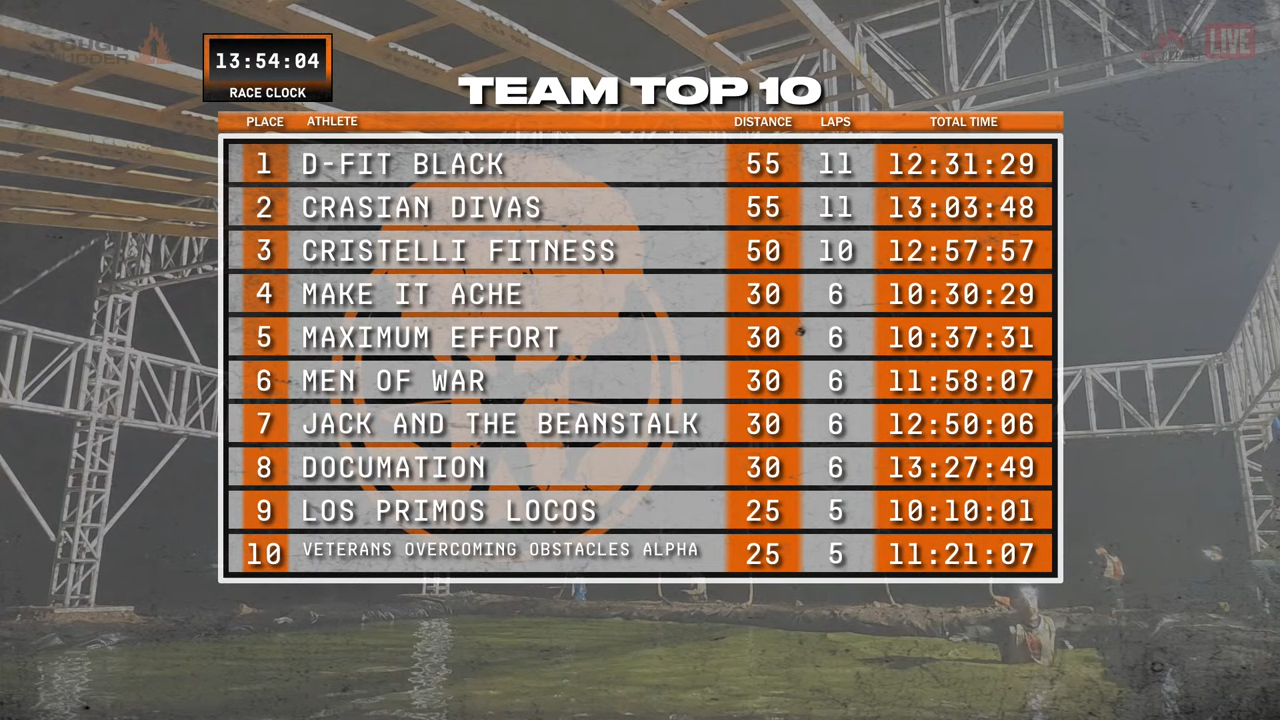 TOUGH MUDDER
LIVE
13:54:04
RACE CLOCK
TEAM TOP 10
PLACE ATHLETE DISTANCE LAPS TOTAL TIME
1 D-FIT BLACK 55 11 12:31:29
2 CRASIAN DIVAS 55 11 13:03:48
3 CRISTELLI FITNESS 50 10 12:57:57
4 MAKE IT ACHE 30 6 10:30:29
5 MAXIMUM EFFORT 30 6 10:37:31
6 MEN OF WAR 30 6 11:58:07
7 JACK AND THE BEANSTALK 30 6 12:50:06
8 DOCUMATION 30 6 13:27:49
9 LOS PRIMOS LOCOS 25 5 10:10:01
10 VETERANS OVERCOMING OBSTACLES ALPHA 25 5 11:21:07